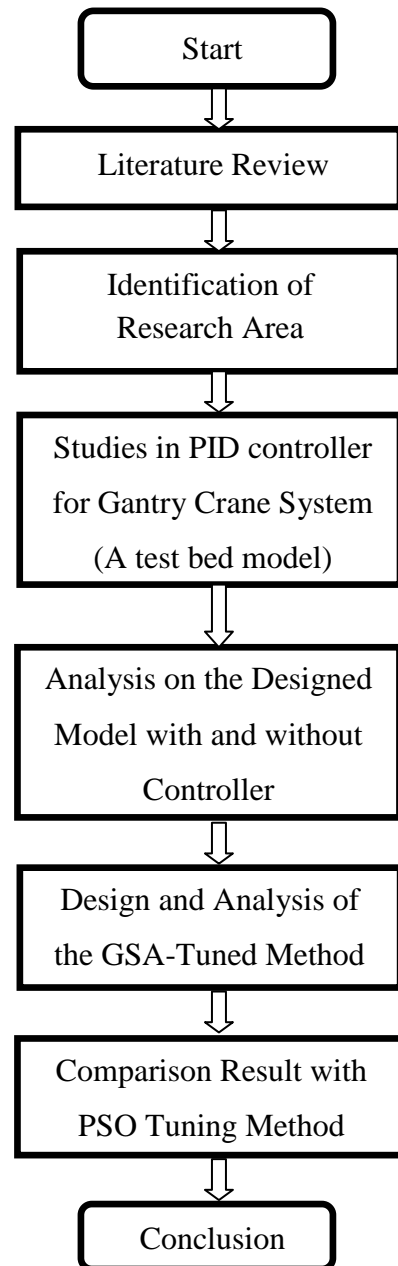 Start
Literature Review
Identification of
Research Area
Studies in PID controller
for Gantry Crane System
(A test bed model)
Analysis on the Designed
Model with and without
Controller
Design and Analysis of
the GSA-Tuned Method
Comparison Result with
PSO Tuning Method
Conclusion